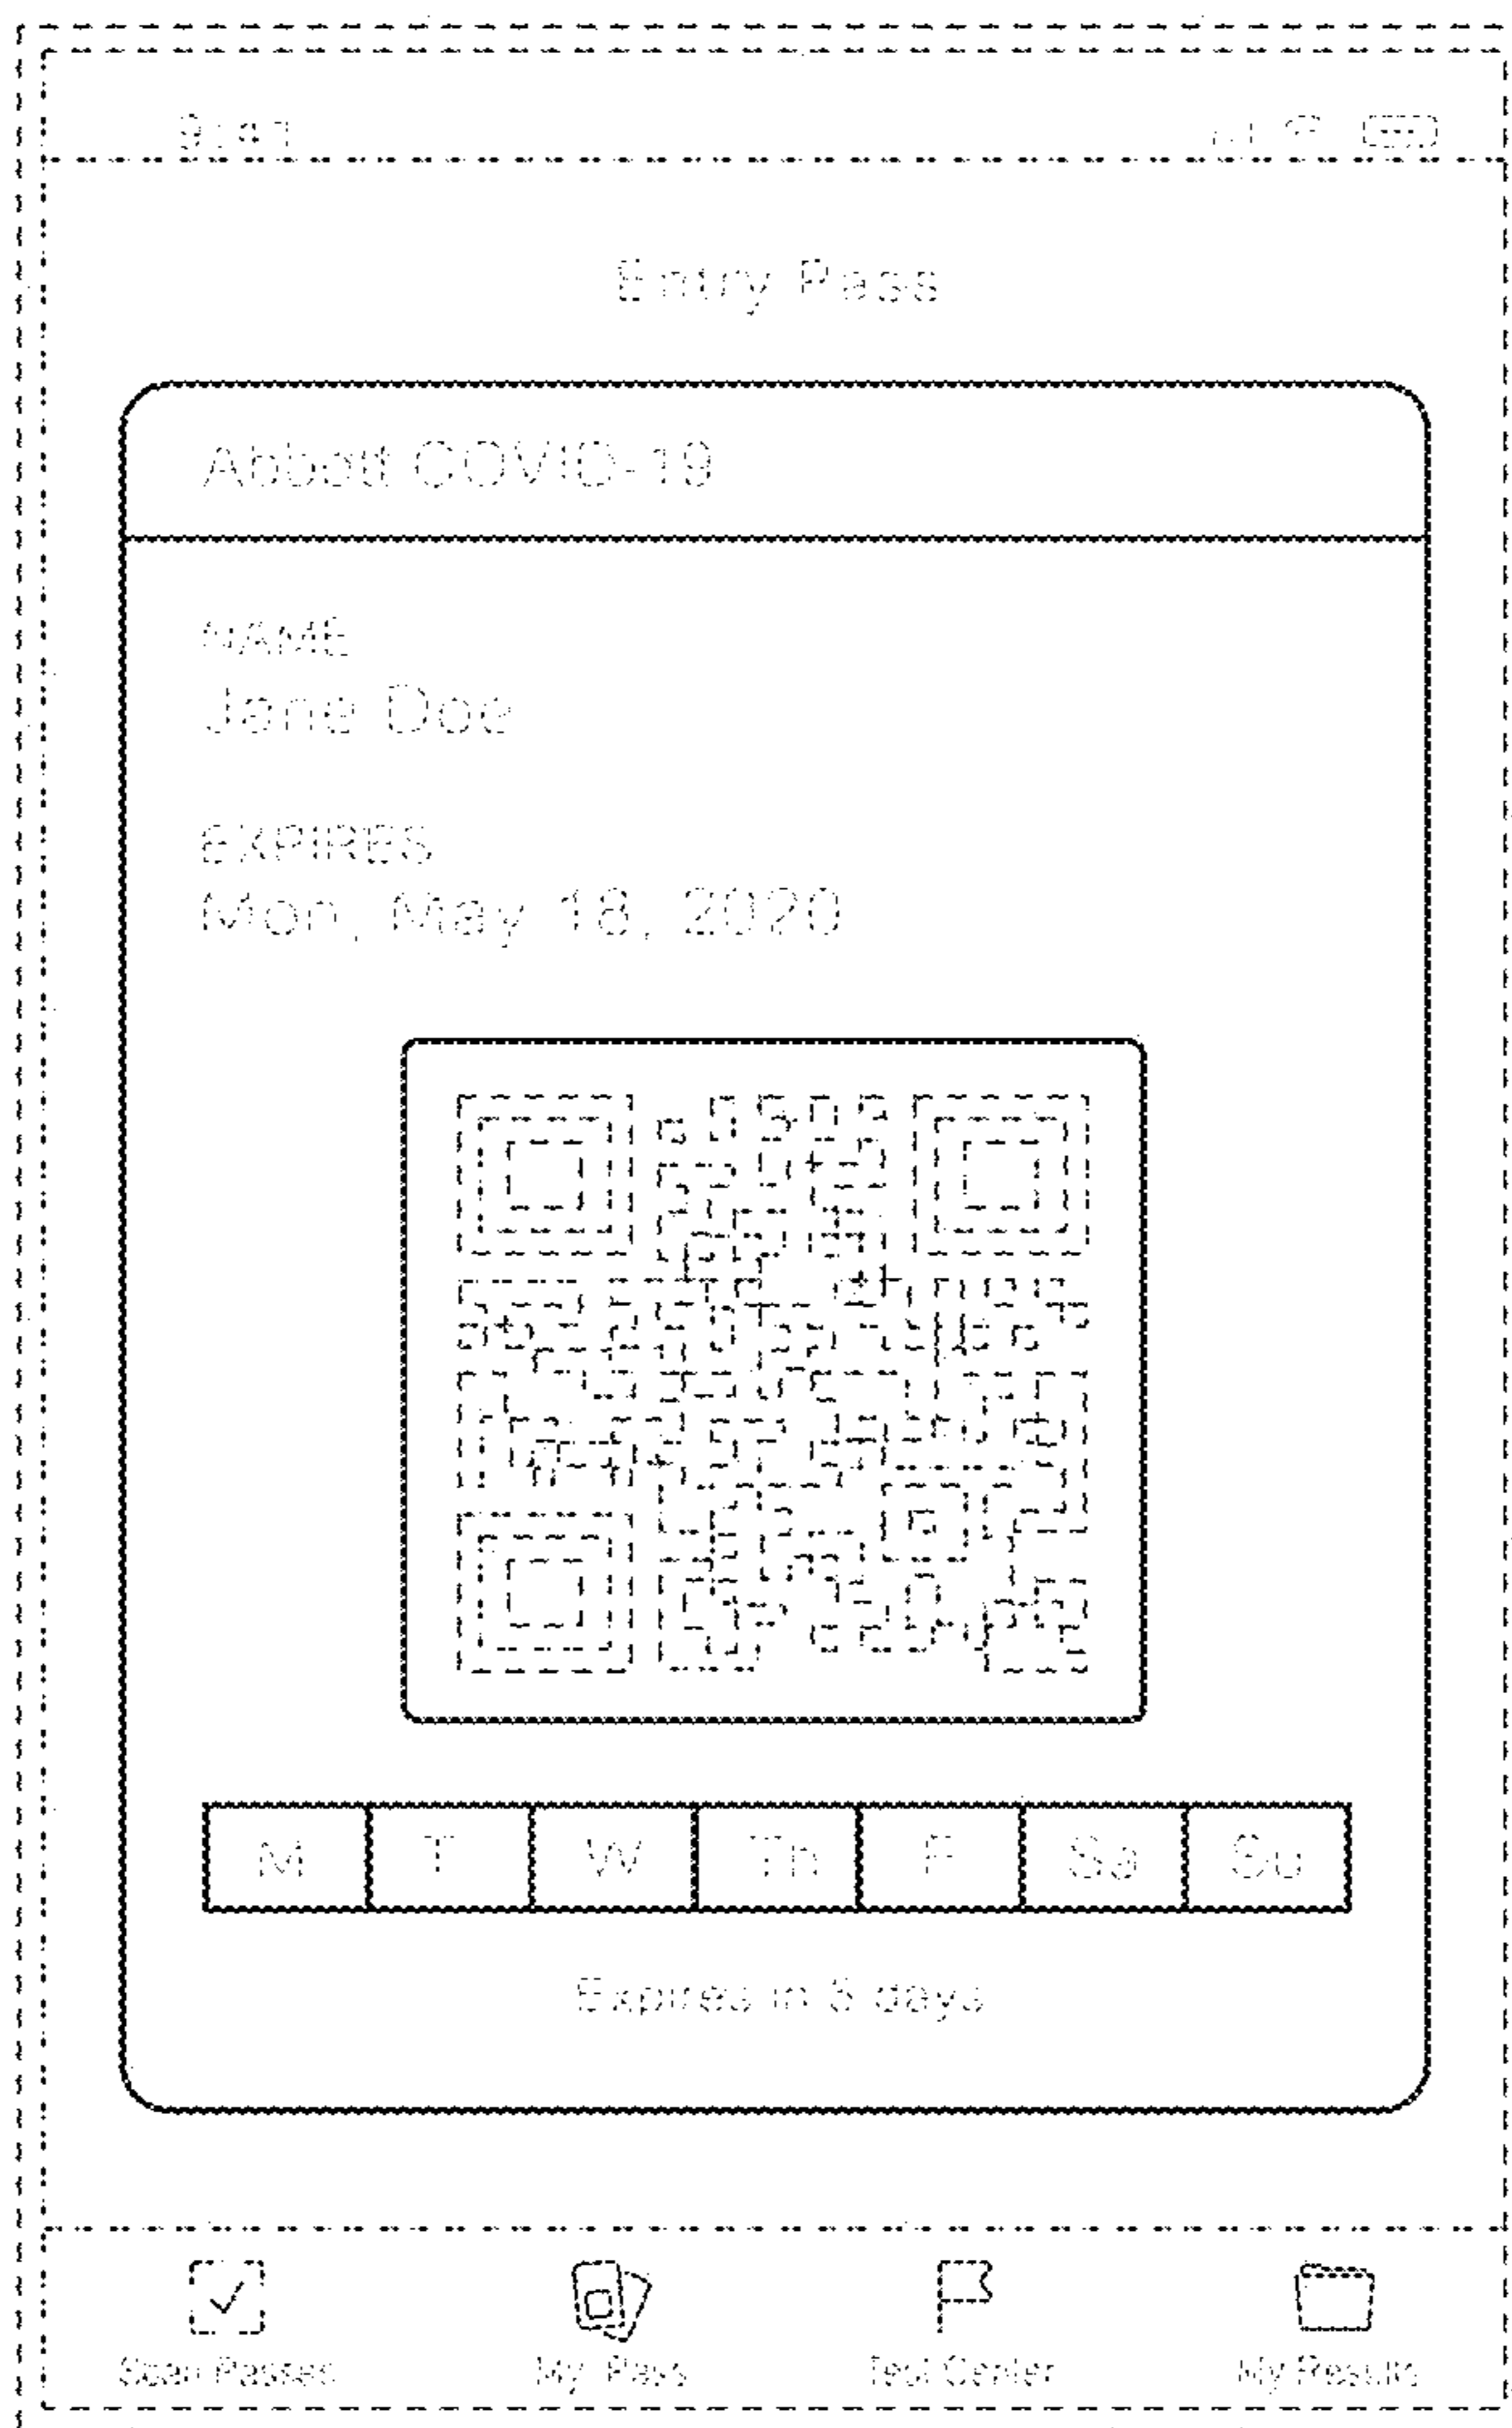 9:41
Entry Pass
Abbott COVID-19
NAME
Jane Doe
EXPIRES
Mon, May 18, 2020
M T W Th F Sa Su
Expires in 5 days
Scan Passes My Pass Test Center My Results